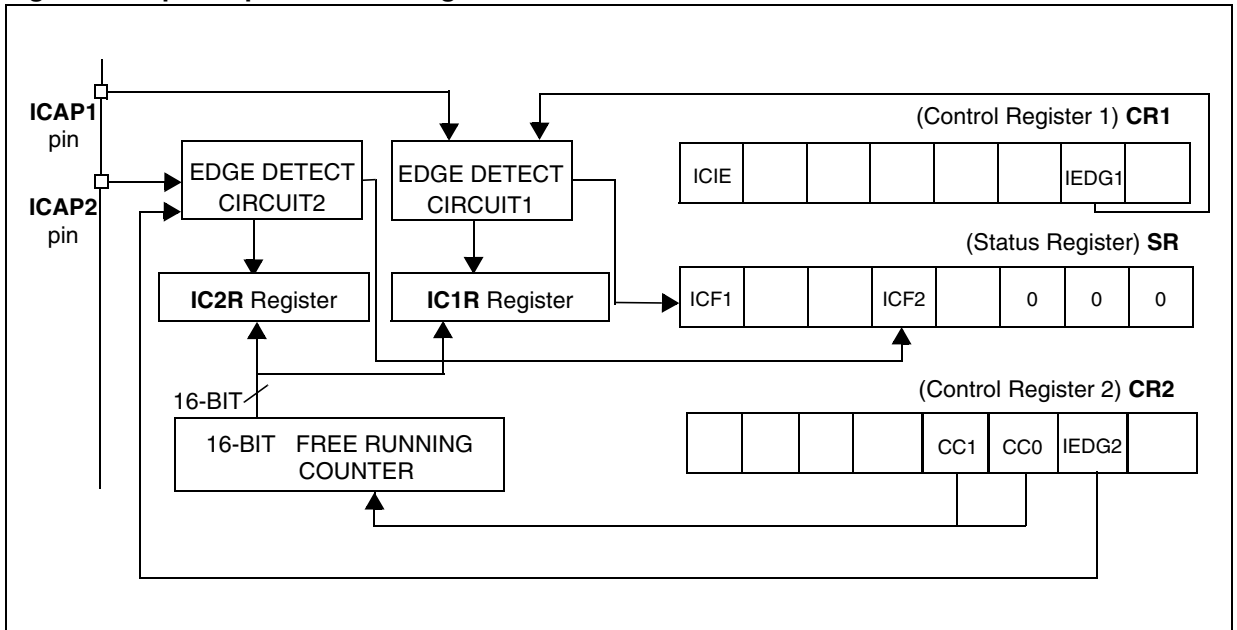 ICAP1
pin
ICAP2
pin
EDGE DETECT
CIRCUIT2
EDGE DETECT
CIRCUIT1
IC2R Register
IC1R Register
16-BIT
16-BIT FREE RUNNING
COUNTER
(Control Register 1) CR1
ICIE
IEDG1
(Status Register) SR
ICF1
ICF2
0
0
0
(Control Register 2) CR2
CC1
CC0
IEDG2